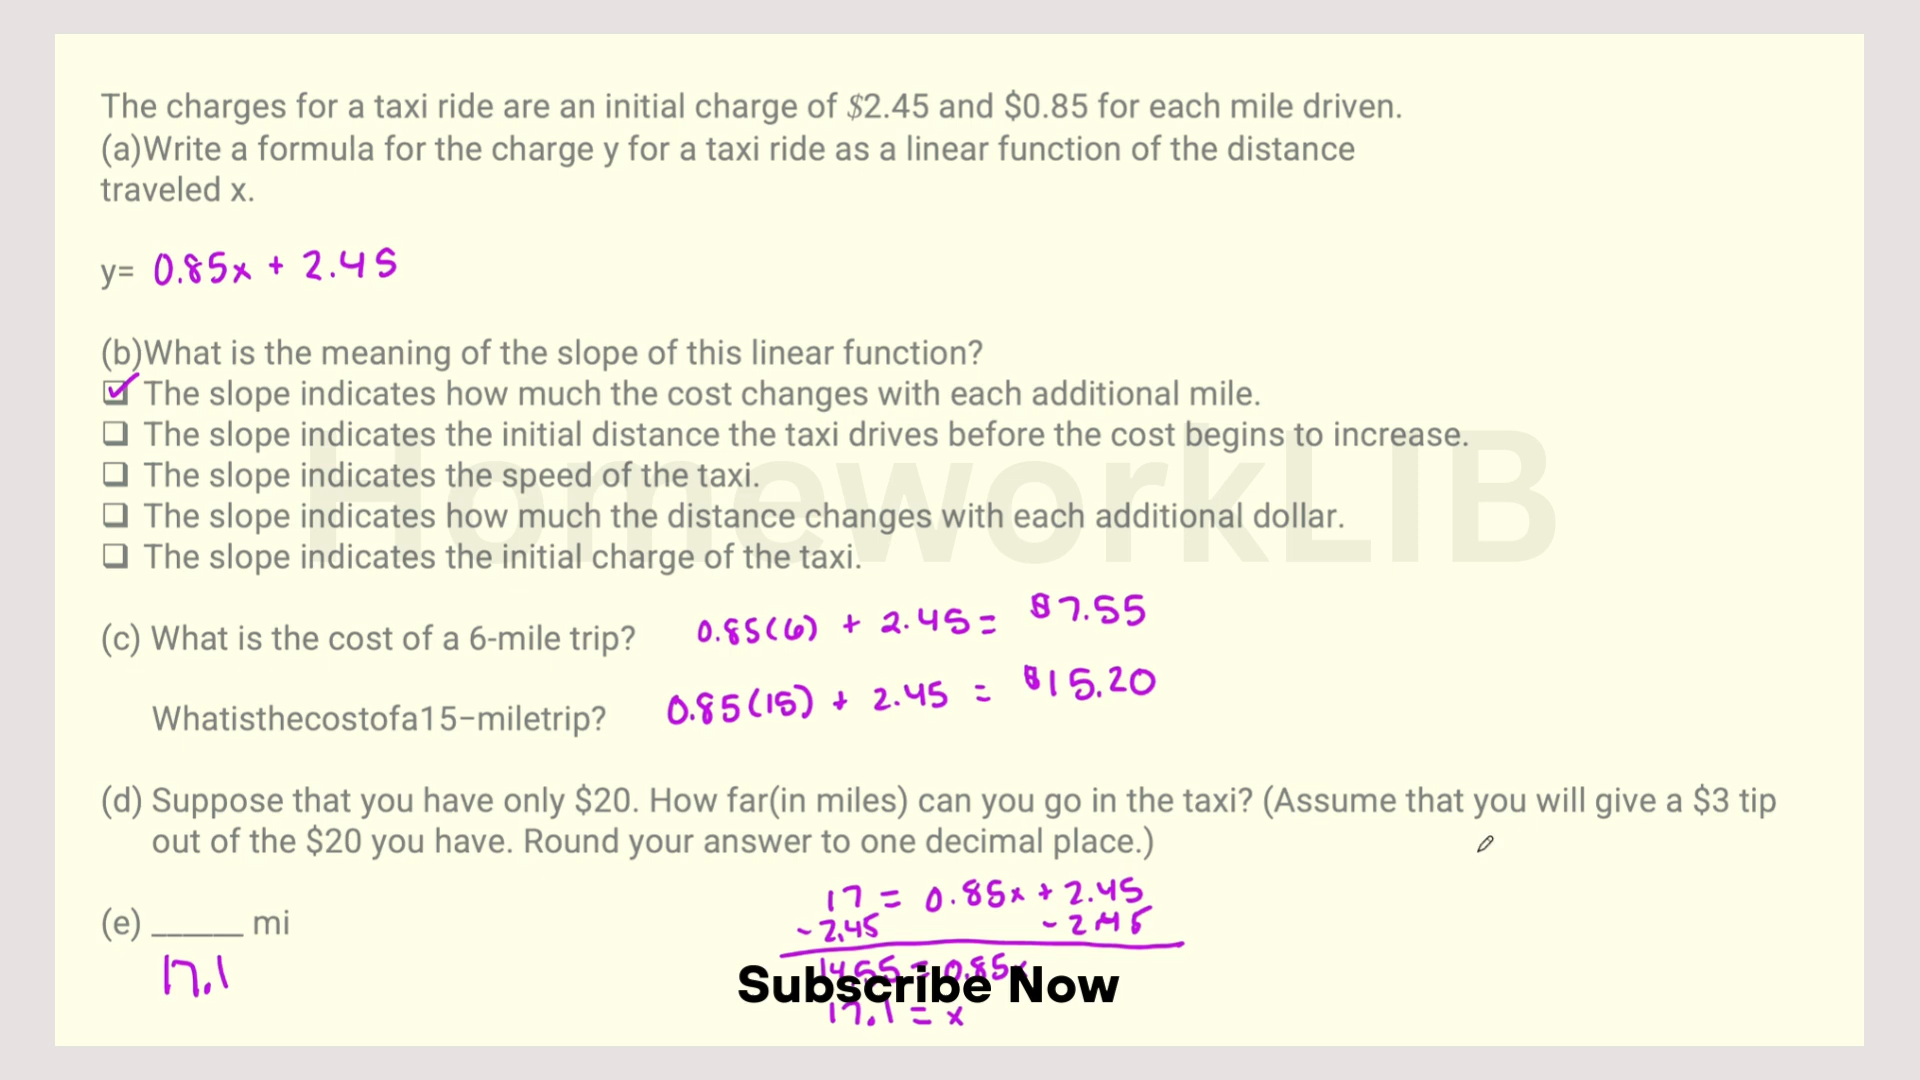 The charges for a taxi ride are an initial charge of $2.45 and $0.85 for each mile driven.
(a)Write a formula for the charge y for a taxi ride as a linear function of the distance
traveled x.
y= 0.85x + 2.45
(b)What is the meaning of the slope of this linear function?
The slope indicates how much the cost changes with each additional mile.
The slope indicates the initial distance the taxi drives before the cost begins to increase.
The slope indicates the speed of the taxi.
The slope indicates how much the distance changes with each additional dollar.
The slope indicates the initial charge of the taxi.
HomeworkLIB
(c) What is the cost of a 6-mile trip? 0.85(6) + 2.45 = $7.55
Whatisthecostofa15−miletrip? 0.85(15) + 2.45 = $15.20
(d) Suppose that you have only $20. How far(in miles) can you go in the taxi? (Assume that you will give a $3 tip
out of the $20 you have. Round your answer to one decimal place.)
17 = 0.85x + 2.45
(e) ______ mi
- 2.45 - 2.45
17.1
1455 = 0.85x
Subscribe Now
17.1 = x